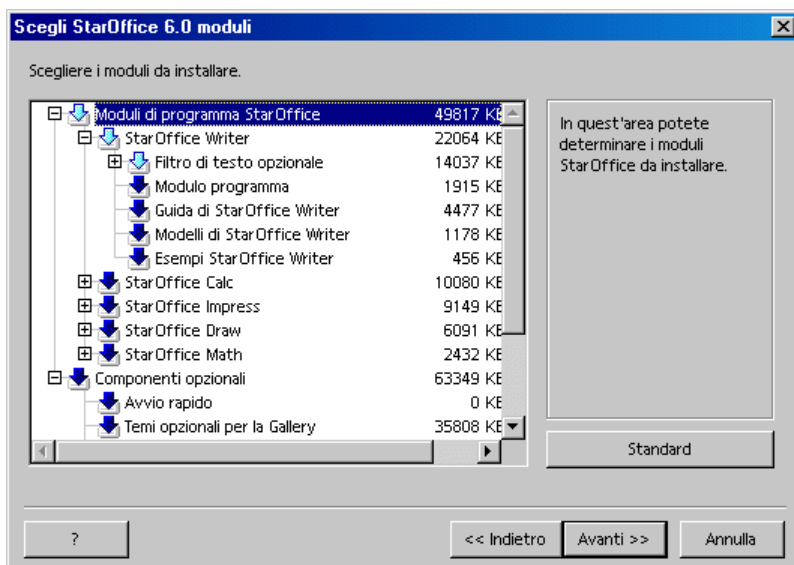 Scegli StarOffice 6.0 moduli
Scegliere i moduli da installare.
Moduli di programma StarOffice 49817 KB
StarOffice Writer 22064 KB
Filtro di testo opzionale 14037 KB
Modulo programma 1915 KB
Guida di StarOffice Writer 4477 KB
Modelli di StarOffice Writer 1178 KB
Esempi StarOffice Writer 456 KB
StarOffice Calc 10080 KB
StarOffice Impress 9149 KB
StarOffice Draw 6091 KB
StarOffice Math 2432 KB
Componenti opzionali 63349 KB
Avvio rapido 0 KB
Temi opzionali per la Gallery 35808 KB
In quest'area potete
determinare i moduli
StarOffice da installare.
Standard
?
<< Indietro
Avanti >>
Annulla